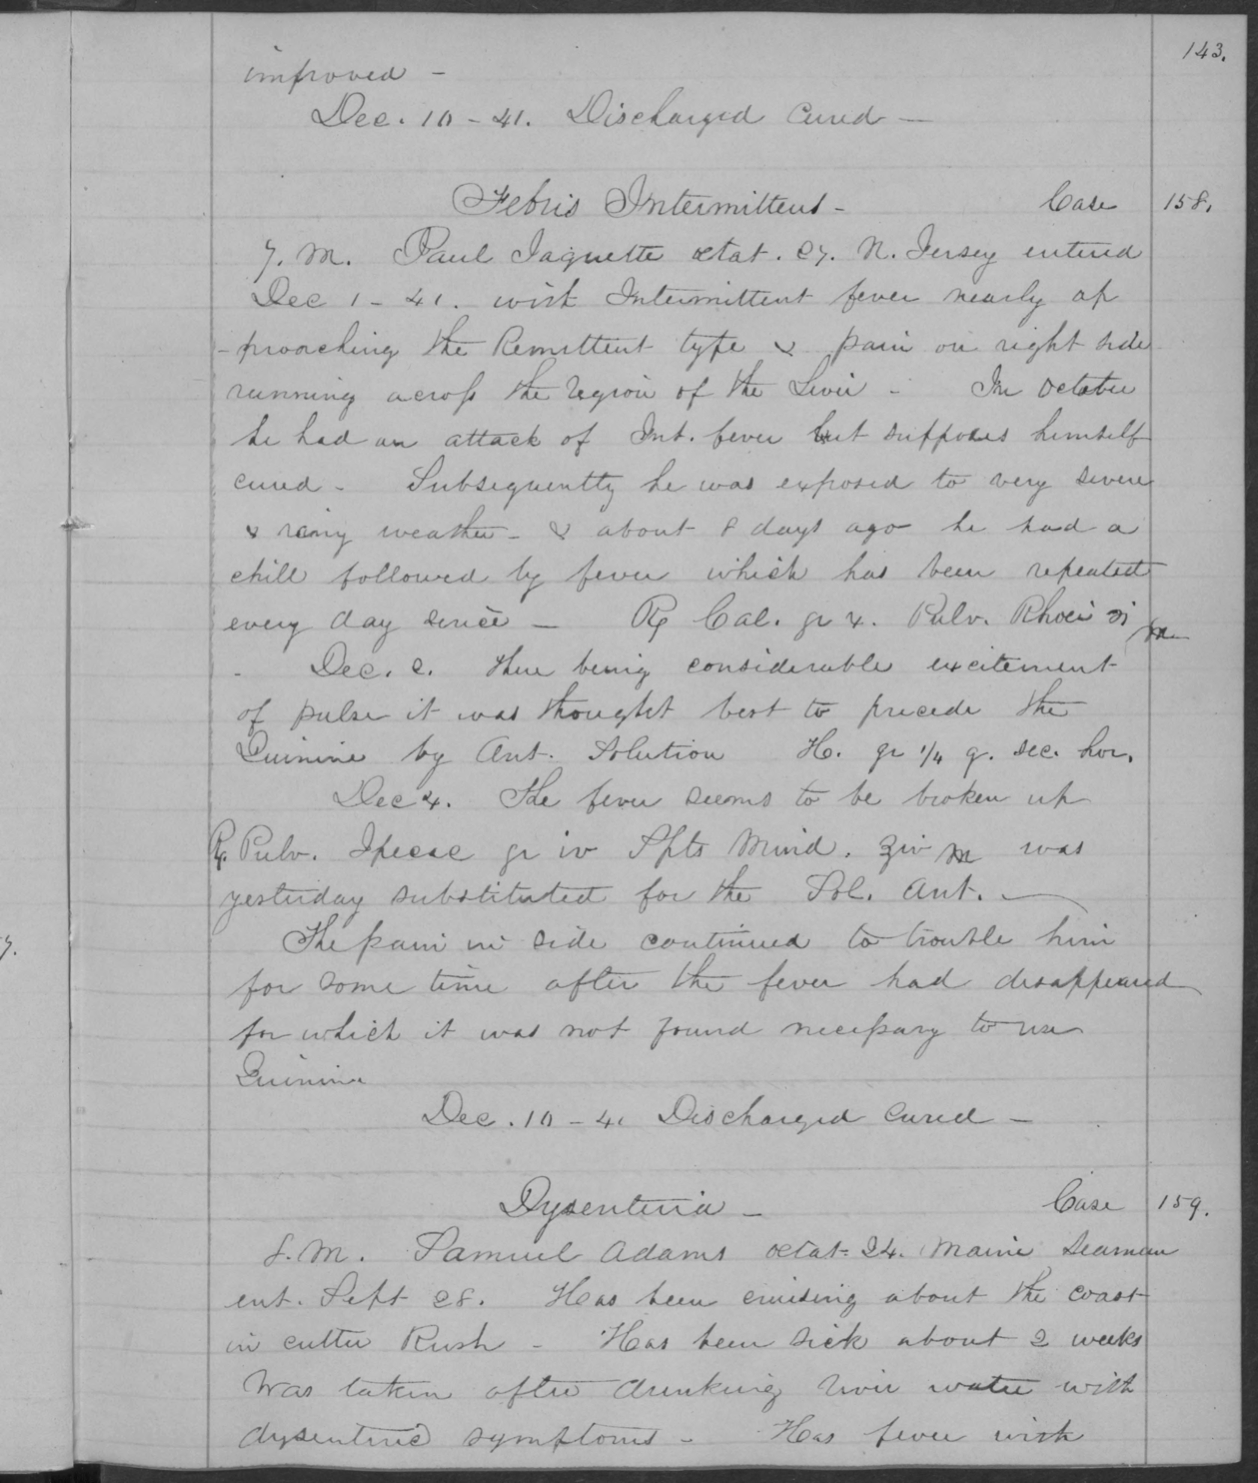 143.
improved -
Dec. 10 - 41. Discharged Cured -
Febris Intermittens - Case 158.
7. M. Paul Jaquette aetat. 27. N. Jersey entered
Dec 1 - 41. with Intermittent fever nearly ap
-proaching the Remittent type & pain on right side
running across the region of the Liver - In October
he had an attack of Int. fever but supposes himself
cured - Subsequently he was exposed to very severe
& rainy weather - & about 8 days ago he had a
chill followed by fever which has been repeated
every day since - Rx Cal. gr x. Pulv. Rhoei ℈i m
- Dec. 2. there being considerable excitement
of pulse it was thought best to precede the
Quinine by Ant. Solution H. gr 1/4 q. sec. hor.
Dec 4. The fever seems to be broken up
Rx Pulv. Ipecac gr iv Spts Mind. ℥iv m was
yesterday substituted for the Sol. Ant. -
The pain in side continued to trouble him
for some time after the fever had disappeared
for which it was not found necessary to use
Quinine
Dec. 10 - 41 Discharged Cured -
Dysenteria - Case 159.
8. M. Samuel Adams aetat - 24. Maine Seaman
ent. Sept 28. Has been cruising about the coast
in cutter Rush - Has been sick about 2 weeks
Was taken after drinking river water with
dysenteric symptoms - Has fever with